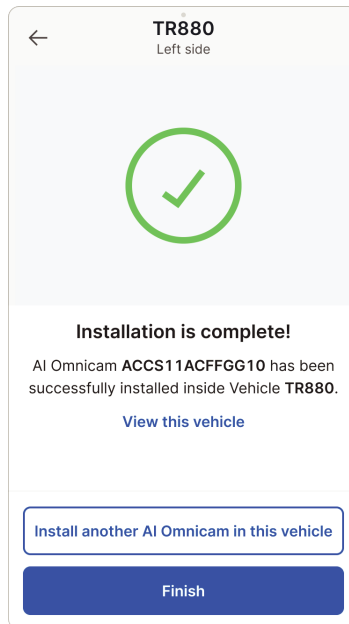 TR880
Left side
Installation is complete!
AI Omnicam ACCS11ACFFGG10 has been
successfully installed inside Vehicle TR880.
View this vehicle
Install another AI Omnicam in this vehicle
Finish